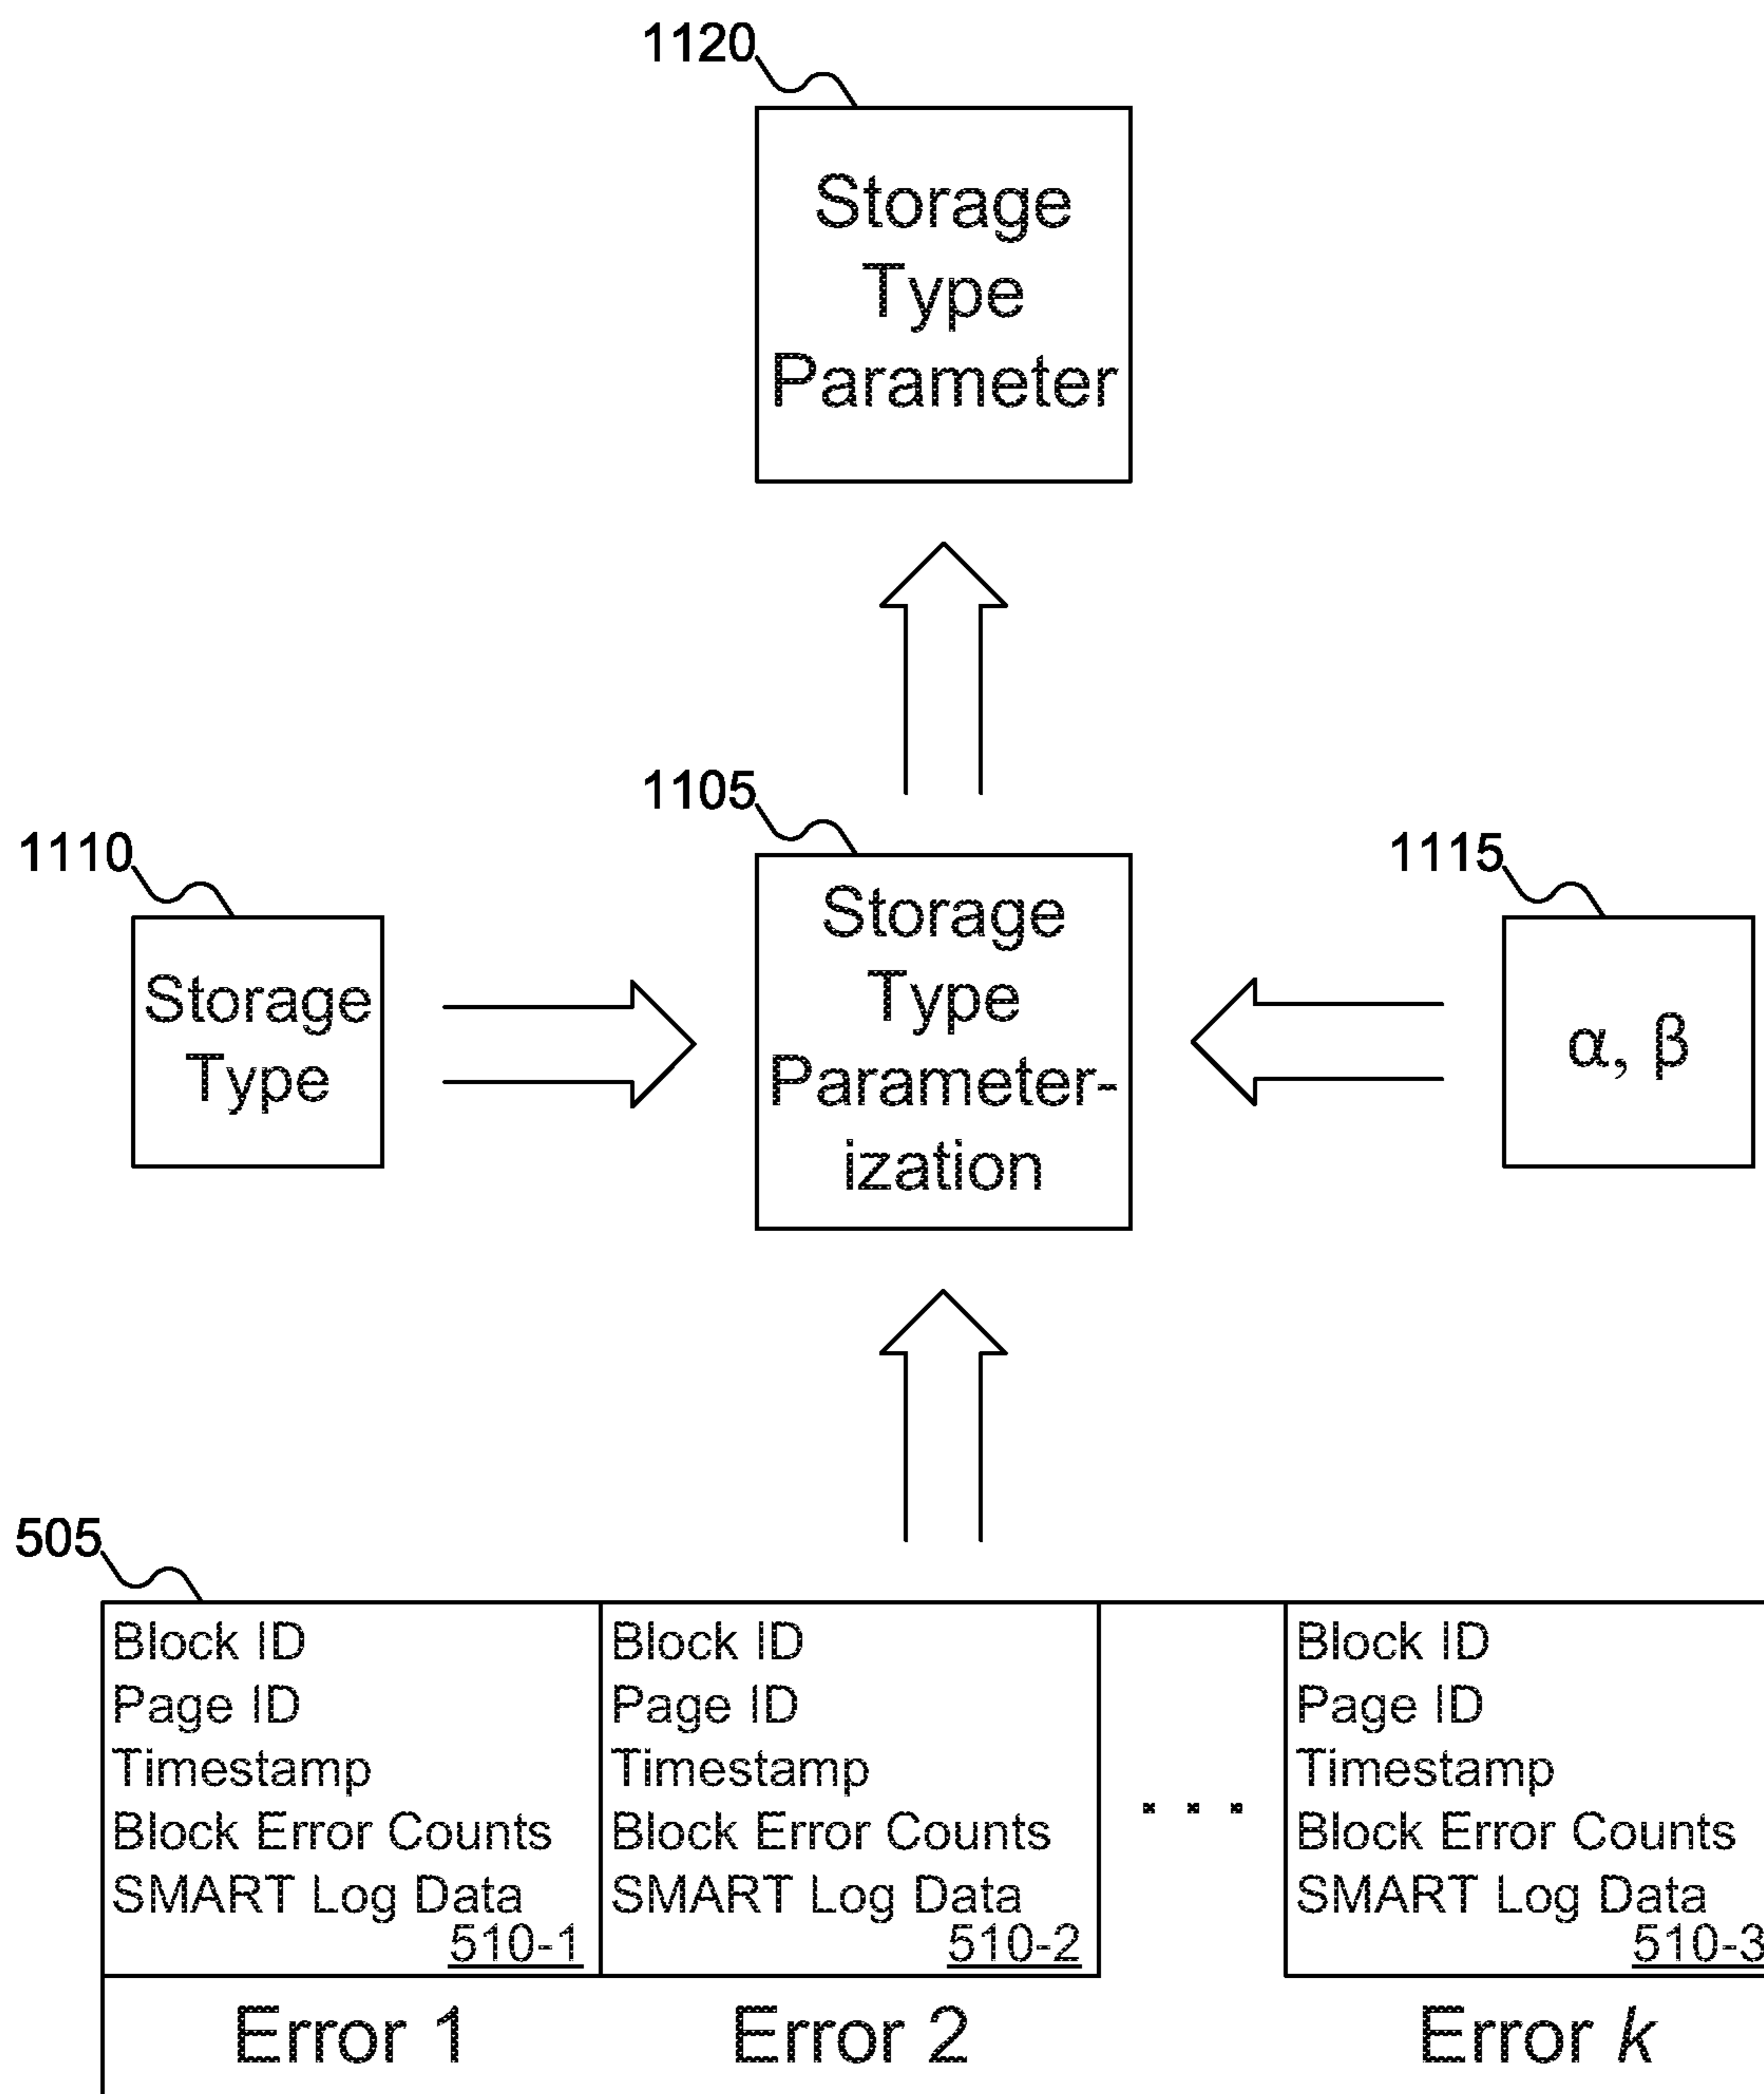 1120
Storage
Type
Parameter
1105
1110
1115
Storage
Type
Parameter-
ization
Storage
Type
α, β
505
Block ID
Page ID
Timestamp
Block Error Counts
SMART Log Data
510-1
Block ID
Page ID
Timestamp
Block Error Counts
SMART Log Data
510-2
. . .
Block ID
Page ID
Timestamp
Block Error Counts
SMART Log Data
510-3
Error 1
Error 2
Error k